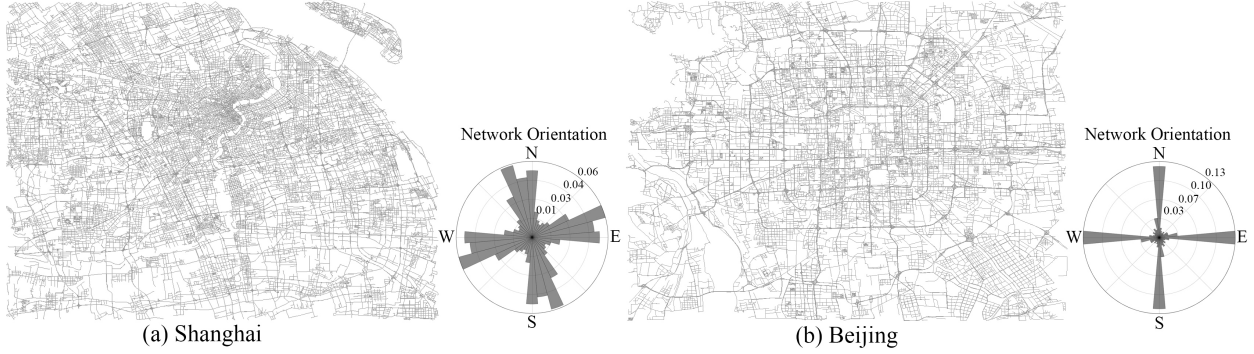 Network Orientation
N
0.06
0.04
0.03
0.01
W
E
S
(a) Shanghai
Network Orientation
N
0.13
0.10
0.07
0.03
W
E
S
(b) Beijing